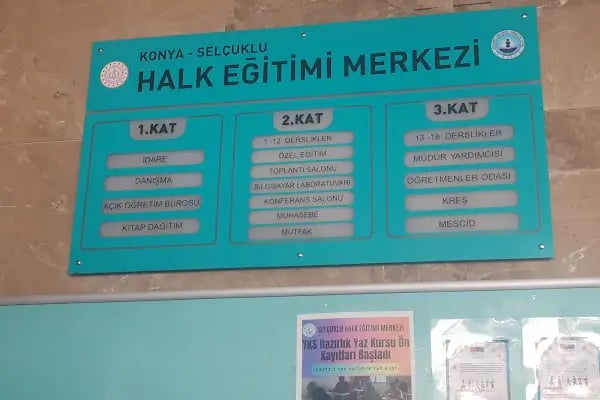 KONYA - SELÇUKLU
HALK EĞİTİMİ MERKEZİ
1.KAT
İDARE
DANIŞMA
AÇIK ÖĞRETİM BÜROSU
KİTAP DAĞITIM
2.KAT
1 -12 DERSLİKLER
ÖZEL EĞİTİM
TOPLANTI SALONU
BİLGİSAYAR LABORATUVARI
KONFERANS SALONU
MUHASEBE
MUTFAK
3.KAT
13 -18 DERSLİKLER
MÜDÜR YARDIMCISI
ÖĞRETMENLER ODASI
KREŞ
MESCİD
SELÇUKLU HALK EĞİTİMİ MERKEZİ
YKS Hazırlık Yaz Kursu Ön
Kayıtları Başladı